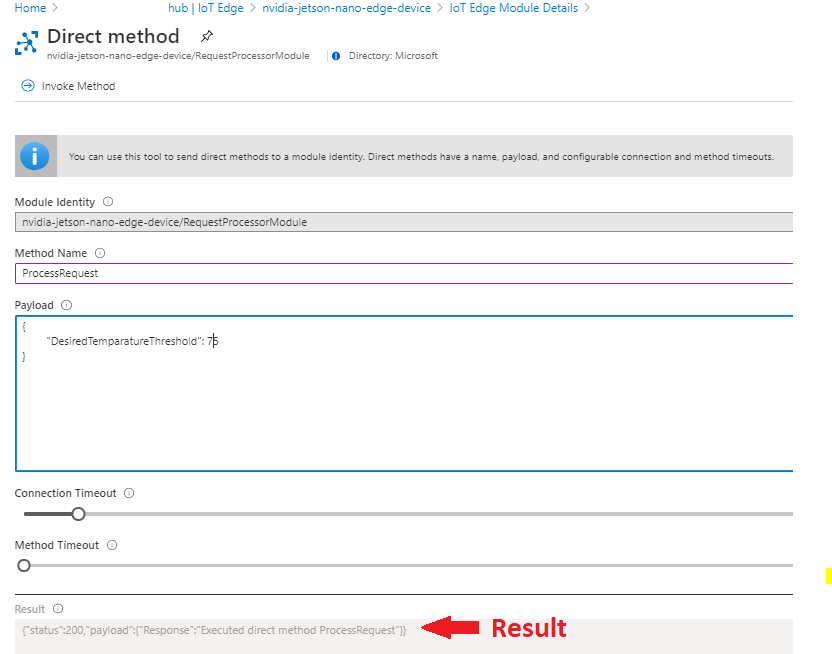 Home > hub | IoT Edge > nvidia-jetson-nano-edge-device > IoT Edge Module Details >
Direct method
nvidia-jetson-nano-edge-device/RequestProcessorModule | Directory: Microsoft
Invoke Method
You can use this tool to send direct methods to a module identity. Direct methods have a name, payload, and configurable connection and method timeouts.
Module Identity
nvidia-jetson-nano-edge-device/RequestProcessorModule
Method Name
ProcessRequest
Payload
{
"DesiredTemparatureThreshold": 75
}
Connection Timeout
Method Timeout
Result
{"status":200,"payload":{"Response":"Executed direct method ProcessRequest"}} Result